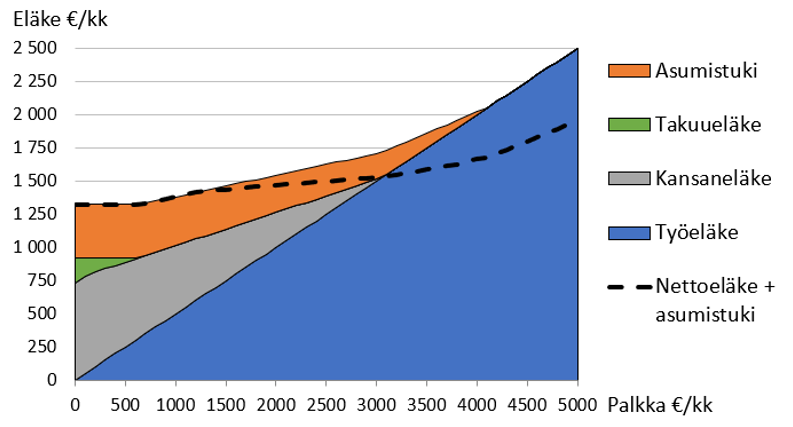 Eläke €/kk
2 500
2 250
2 000
1 750
1 500
1 250
1 000
750
500
250
0
0 500 1000 1500 2000 2500 3000 3500 4000 4500 5000 Palkka €/kk
Asumistuki
Takuueläke
Kansaneläke
Työeläke
Nettoeläke +
asumistuki